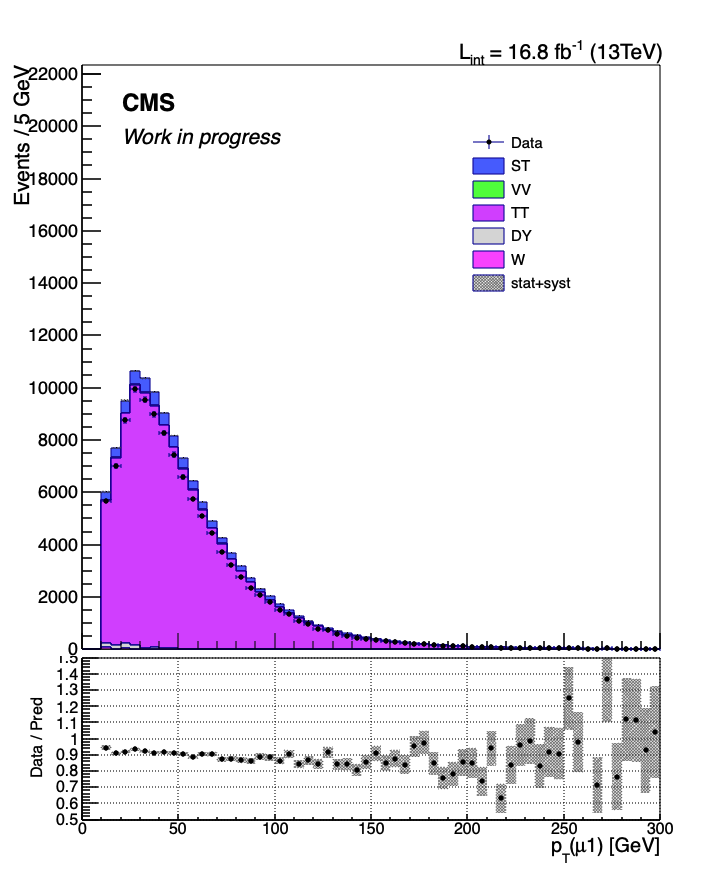 L_int = 16.8 fb⁻¹ (13TeV)
Events / 5 GeV
22000
20000
18000
16000
14000
12000
10000
8000
6000
4000
2000
0
CMS
Work in progress
Data
ST
VV
TT
DY
W
stat+syst
Data / Pred
1.5
1.4
1.3
1.2
1.1
1
0.9
0.8
0.7
0.6
0.5
0 50 100 150 200 250 300
p_T(μ1) [GeV]